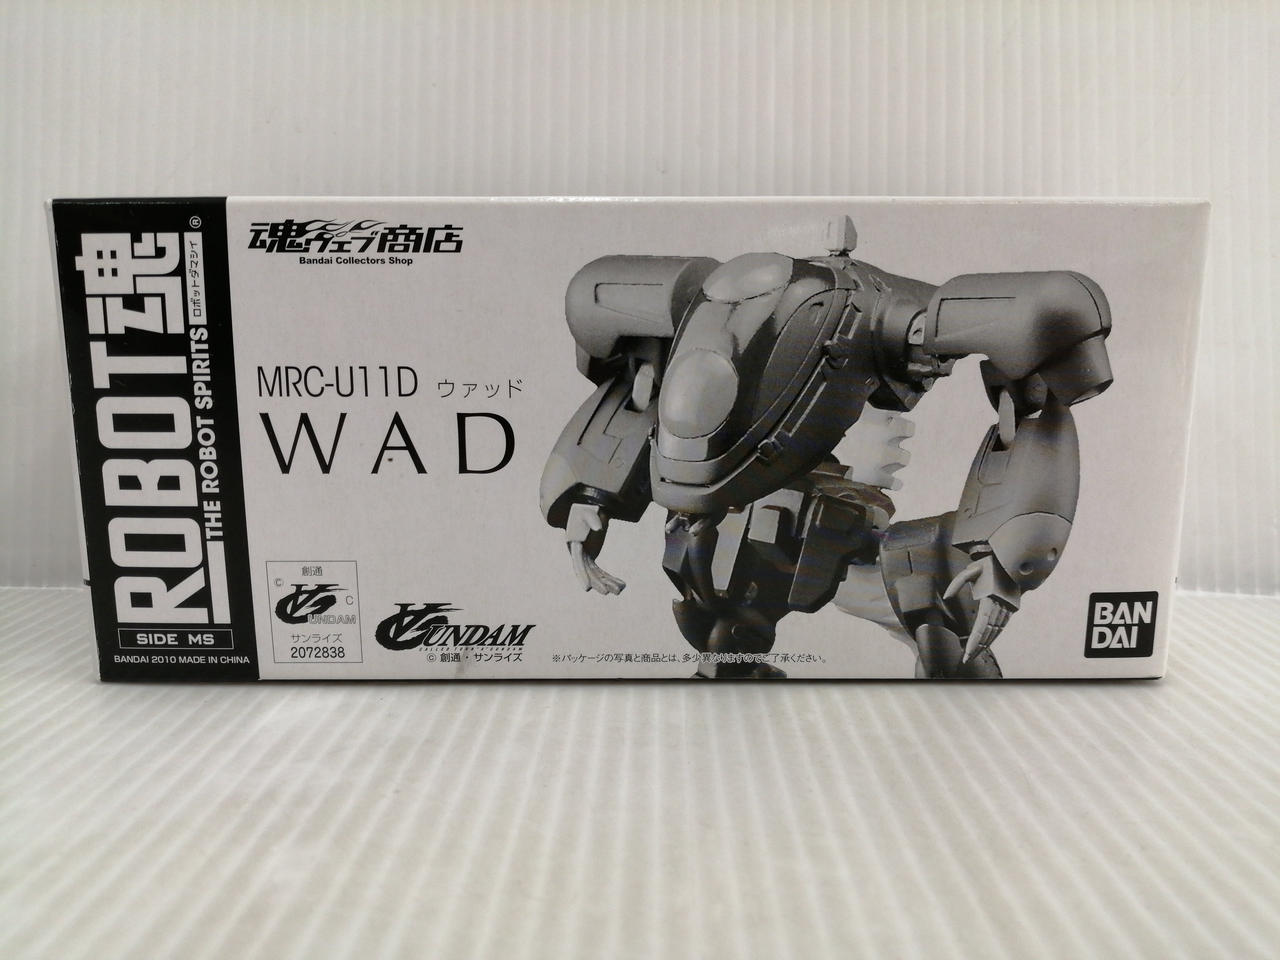 ROBOT魂
ロボットダマシイ®
THE ROBOT SPIRITS
SIDE MS
BANDAI 2010 MADE IN CHINA
魂ウェブ商店
Bandai Collectors Shop
MRC-U11D ウァッド
WAD
創通
©
∀GUNDAM C
サンライズ
2072838
∀GUNDAM
CALLED TURN "A" GUNDAM
© 創通・サンライズ
※パッケージの写真と商品とは、多少異なりますのでご了承ください。
BAN
DAI